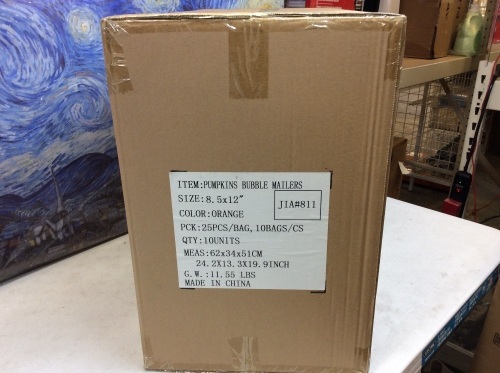 ITEM:PUMPKINS BUBBLE MAILERS
SIZE:8.5x12"
JIA#811
COLOR:ORANGE
PCK:25PCS/BAG,10BAGS/CS
QTY:10UNITS
MEAS:62x34x51CM
24.2X13.3X19.9INCH
G.W.:11.55 LBS
MADE IN CHINA